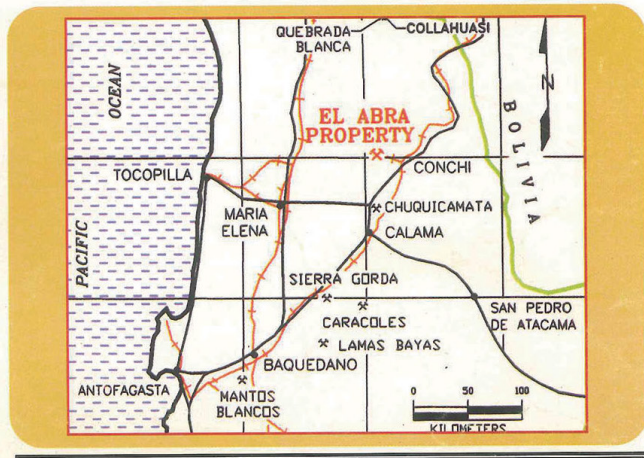 QUEBRADA
BLANCA
COLLAHUASI
OCEAN
N
EL ABRA
PROPERTY
BOLIVIA
TOCOPILLA
CONCHI
MARIA
ELENA
CHUQUICAMATA
CALAMA
PACIFIC
SIERRA GORDA
CARACOLES
SAN PEDRO
DE ATACAMA
LAMAS BAYAS
BAQUEDANO
ANTOFAGASTA
MANTOS
BLANCOS
0 50 100
KILOMETERS